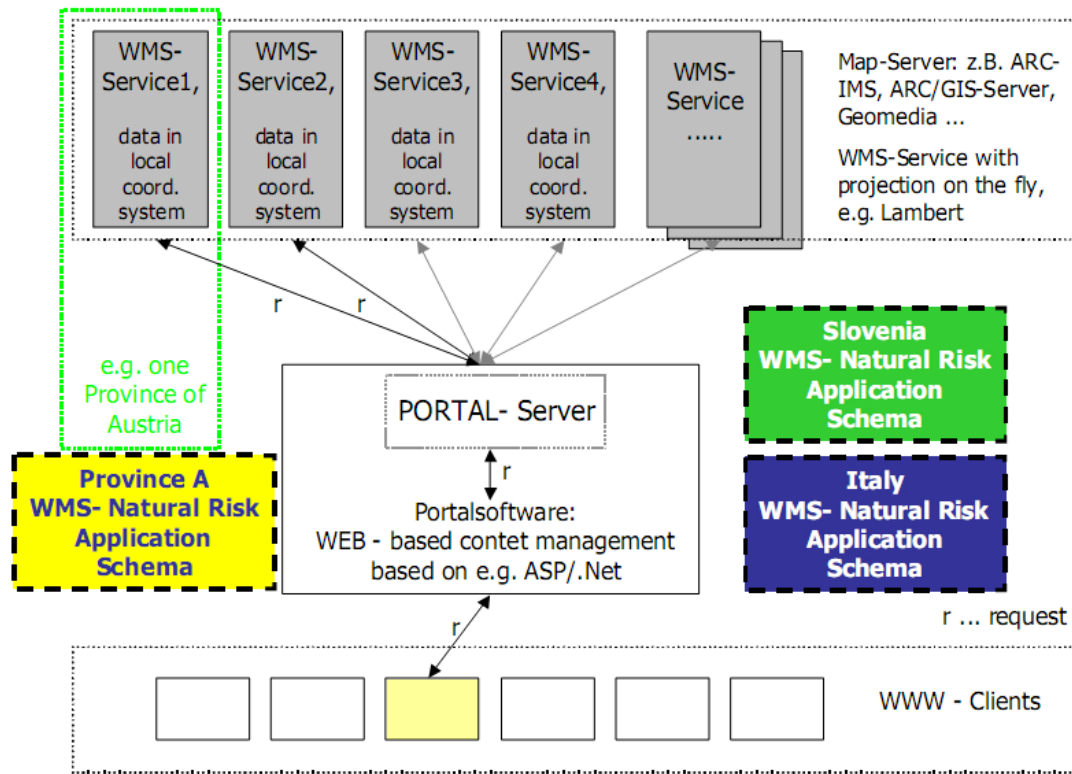 WMS-
Service1,
data in
local
coord.
system
WMS-
Service2,
data in
local
coord.
system
WMS-
Service3,
data in
local
coord.
system
WMS-
Service4,
data in
local
coord.
system
WMS-
Service
.....
Map-Server: z.B. ARC-
IMS, ARC/GIS-Server,
Geomedia ...
WMS-Service with
projection on the fly,
e.g. Lambert
r
r
e.g. one
Province of
Austria
Province A
WMS- Natural Risk
Application
Schema
PORTAL- Server
r
Portalsoftware:
WEB - based contet management
based on e.g. ASP/.Net
Slovenia
WMS- Natural Risk
Application
Schema
Italy
WMS- Natural Risk
Application
Schema
r ... request
r
WWW - Clients